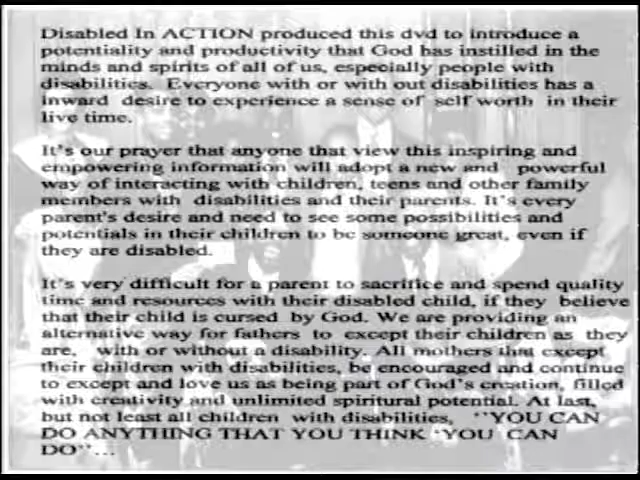 Disabled In ACTION produced this dvd to introduce a
potentiality and productivity that God has instilled in the
minds and spirits of all of us, especially people with
disabilities. Everyone with or with out disabilities has a
inward desire to experience a sense of self worth in their
live time.
It's our prayer that anyone that view this inspiring and
empowering information will adopt a new and powerful
way of interacting with children, teens and other family
members with disabilities and their parents. It's every
parent's desire and need to see some possibilities and
potentials in their children to be someone great, even if
they are disabled.
It's very difficult for a parent to sacrifice and spend quality
time and resources with their disabled child, if they believe
that their child is cursed by God. We are providing an
alternative way for fathers to except their children as they
are, with or without a disability. All mothers that except
their children with disabilities, be encouraged and continue
to except and love us as being part of God's creation, filled
with creativity and unlimited spiritural potential. At last,
but not least all children with disabilities, "YOU CAN
DO ANYTHING THAT YOU THINK "YOU CAN
DO"...